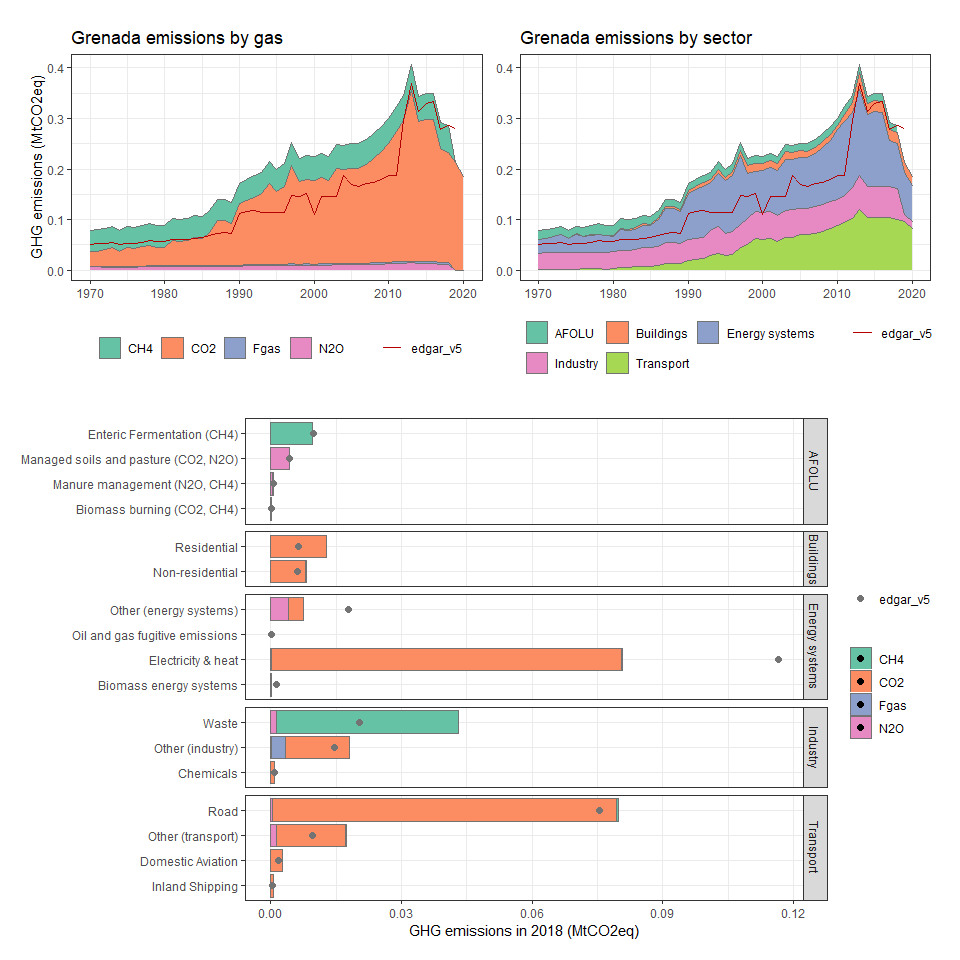 Grenada emissions by gas
Grenada emissions by sector
GHG emissions (MtCO2eq)
0.4
0.3
0.2
0.1
0.0
1970
1980
1990
2000
2010
2020
0.4
0.3
0.2
0.1
0.0
1970
1980
1990
2000
2010
2020
CH4
CO2
Fgas
N2O
edgar_v5
AFOLU
Buildings
Energy systems
edgar_v5
Industry
Transport
Enteric Fermentation (CH4)
Managed soils and pasture (CO2, N2O)
Manure management (N2O, CH4)
Biomass burning (CO2, CH4)
AFOLU
Residential
Non-residential
Buildings
Other (energy systems)
Oil and gas fugitive emissions
Electricity & heat
Biomass energy systems
Energy systems
Waste
Other (industry)
Chemicals
Industry
Road
Other (transport)
Domestic Aviation
Inland Shipping
Transport
0.00
0.03
0.06
0.09
0.12
GHG emissions in 2018 (MtCO2eq)
edgar_v5
CH4
CO2
Fgas
N2O